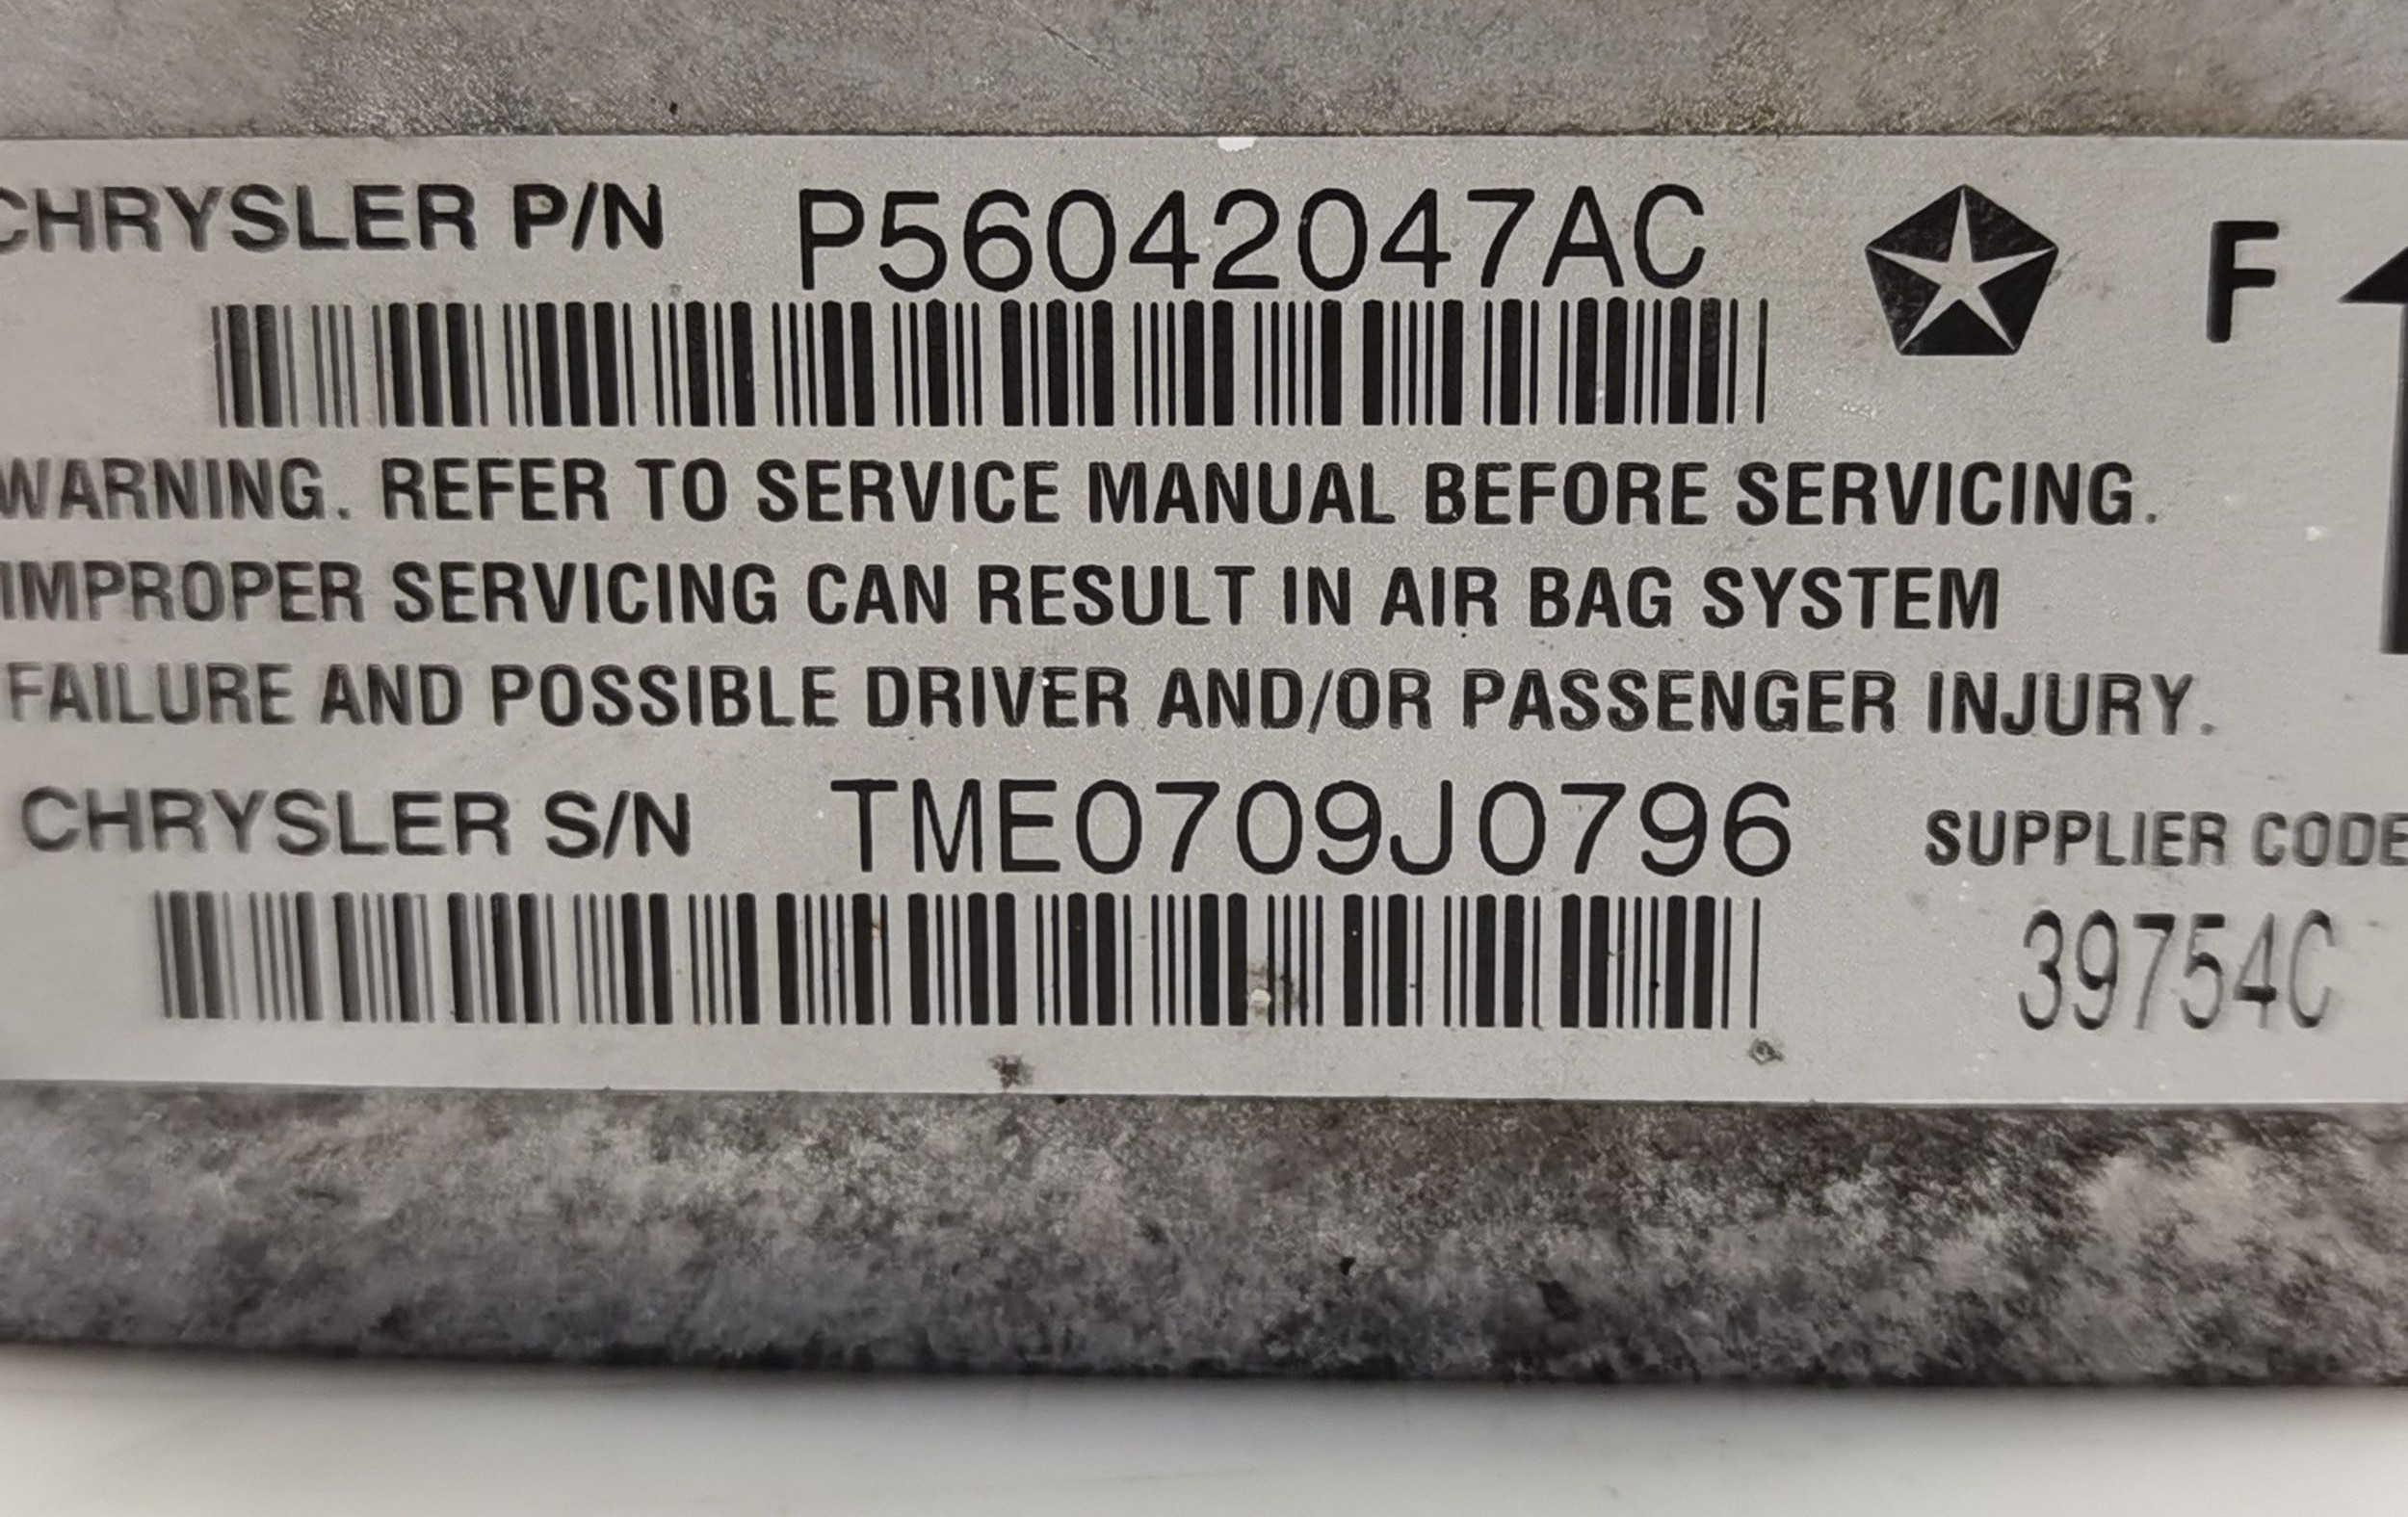 CHRYSLER P/N P56042047AC F
WARNING. REFER TO SERVICE MANUAL BEFORE SERVICING.
IMPROPER SERVICING CAN RESULT IN AIR BAG SYSTEM
FAILURE AND POSSIBLE DRIVER AND/OR PASSENGER INJURY.
CHRYSLER S/N TME0709J0796 SUPPLIER CODE
39754C